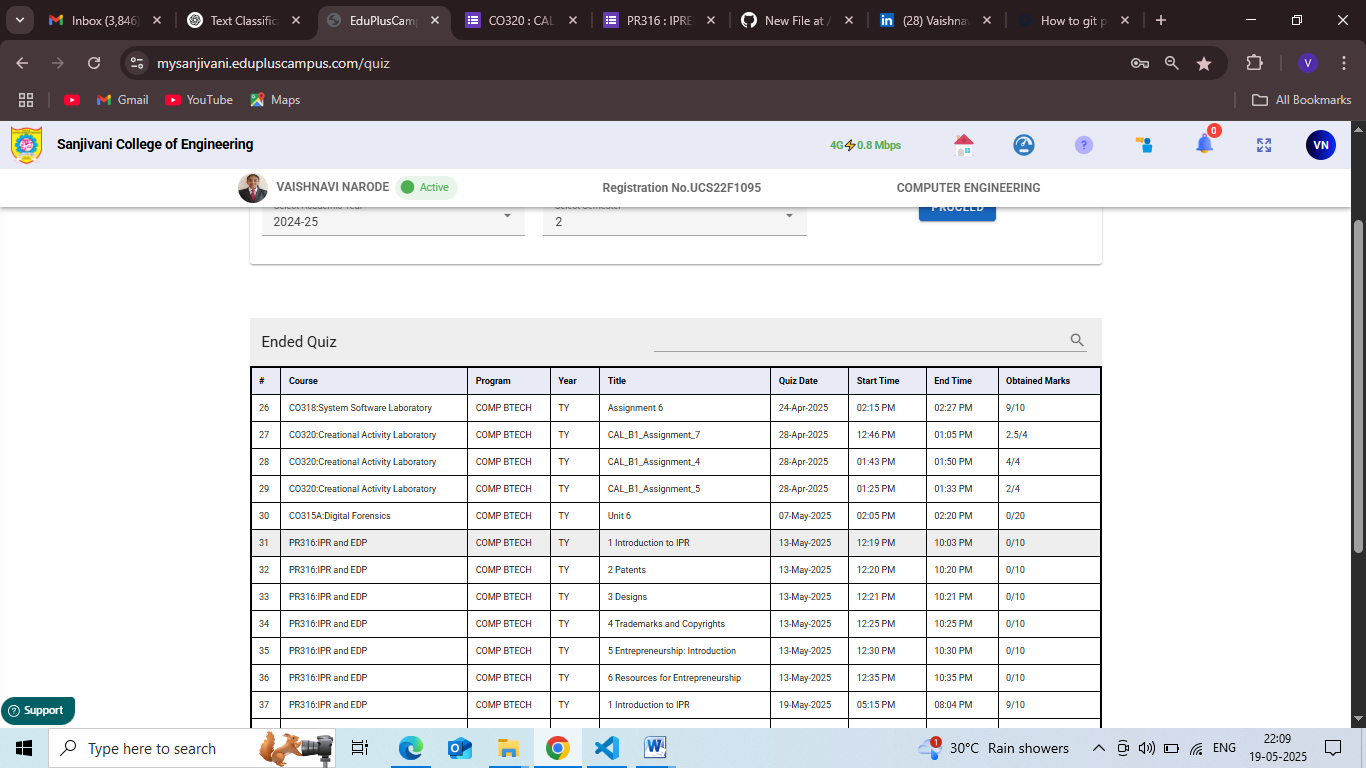 Inbox (3,846)
Text Classific
EduPlusCam
CO320 : CAL
PR316 : IPRE
New File at /
(28) Vaishnav
How to git p
mysanjivani.edupluscampus.com/quiz
V
Gmail
YouTube
Maps
All Bookmarks
Sanjivani College of Engineering
4G⚡0.8 Mbps
?
0
VN
VAISHNAVI NARODE
Active
Registration No.UCS22F1095
COMPUTER ENGINEERING
Select Academic Year
Select Semester
PROCEED
2024-25
2
Ended Quiz
# Course Program Year Title Quiz Date Start Time End Time Obtained Marks
26 CO318:System Software Laboratory COMP BTECH TY Assignment 6 24-Apr-2025 02:15 PM 02:27 PM 9/10
27 CO320:Creational Activity Laboratory COMP BTECH TY CAL_B1_Assignment_7 28-Apr-2025 12:46 PM 01:05 PM 2.5/4
28 CO320:Creational Activity Laboratory COMP BTECH TY CAL_B1_Assignment_4 28-Apr-2025 01:43 PM 01:50 PM 4/4
29 CO320:Creational Activity Laboratory COMP BTECH TY CAL_B1_Assignment_5 28-Apr-2025 01:25 PM 01:33 PM 2/4
30 CO315A:Digital Forensics COMP BTECH TY Unit 6 07-May-2025 02:05 PM 02:20 PM 0/20
31 PR316:IPR and EDP COMP BTECH TY 1 Introduction to IPR 13-May-2025 12:19 PM 10:03 PM 0/10
32 PR316:IPR and EDP COMP BTECH TY 2 Patents 13-May-2025 12:20 PM 10:20 PM 0/10
33 PR316:IPR and EDP COMP BTECH TY 3 Designs 13-May-2025 12:21 PM 10:21 PM 0/10
34 PR316:IPR and EDP COMP BTECH TY 4 Trademarks and Copyrights 13-May-2025 12:25 PM 10:25 PM 0/10
35 PR316:IPR and EDP COMP BTECH TY 5 Entrepreneurship: Introduction 13-May-2025 12:30 PM 10:30 PM 0/10
36 PR316:IPR and EDP COMP BTECH TY 6 Resources for Entrepreneurship 13-May-2025 12:35 PM 10:35 PM 0/10
37 PR316:IPR and EDP COMP BTECH TY 1 Introduction to IPR 19-May-2025 05:15 PM 08:04 PM 9/10
? Support
Type here to search
1
30°C Rain showers
ENG
22:09
19-05-2025